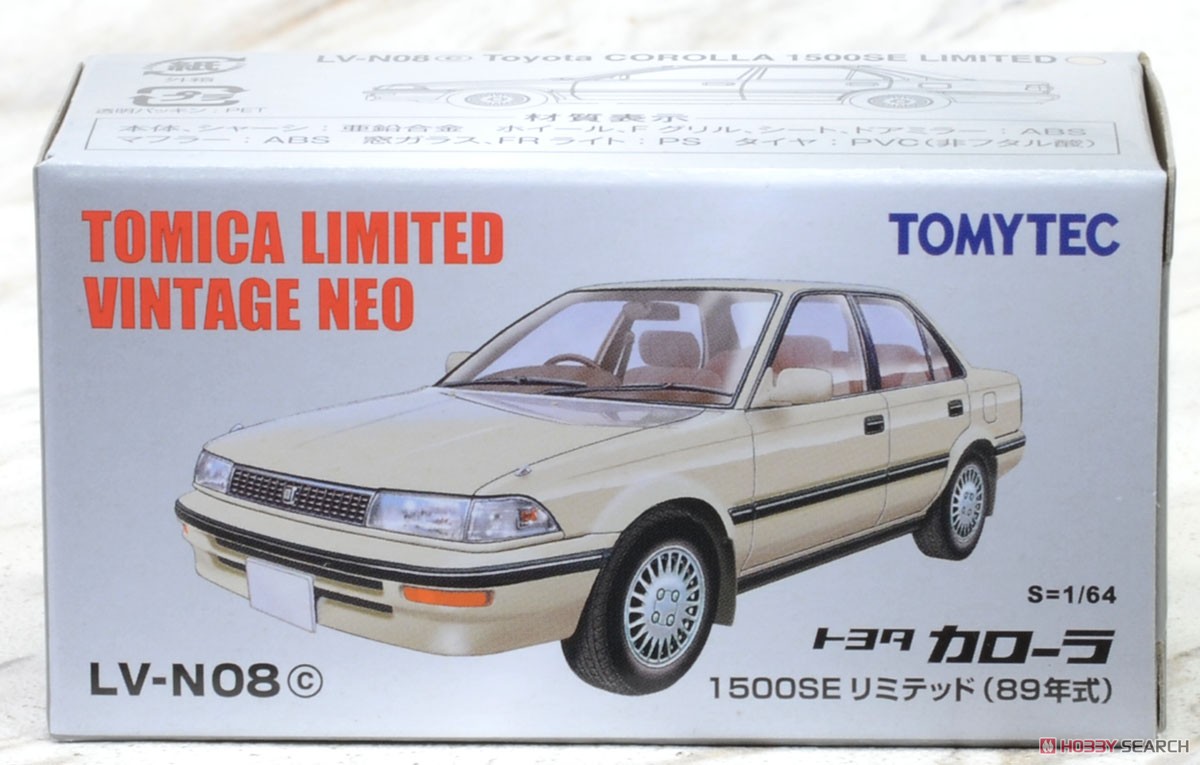 LV-N08 ⓒ Toyota COROLLA 1500SE LIMITED
紙
外箱
プラ
透明パッキン:PET
材質表示
本体、シャーシ:亜鉛合金 ホイール、Fグリル、シート、ドアミラー:ABS
マフラー:ABS 窓ガラス、FRライト:PS タイヤ:PVC(非フタル酸)
TOMICA LIMITED
VINTAGE NEO
TOMYTEC
S=1/64
トヨタ カローラ
LV-N08 ⓒ
1500SE リミテッド (89年式)
HOBBY SEARCH